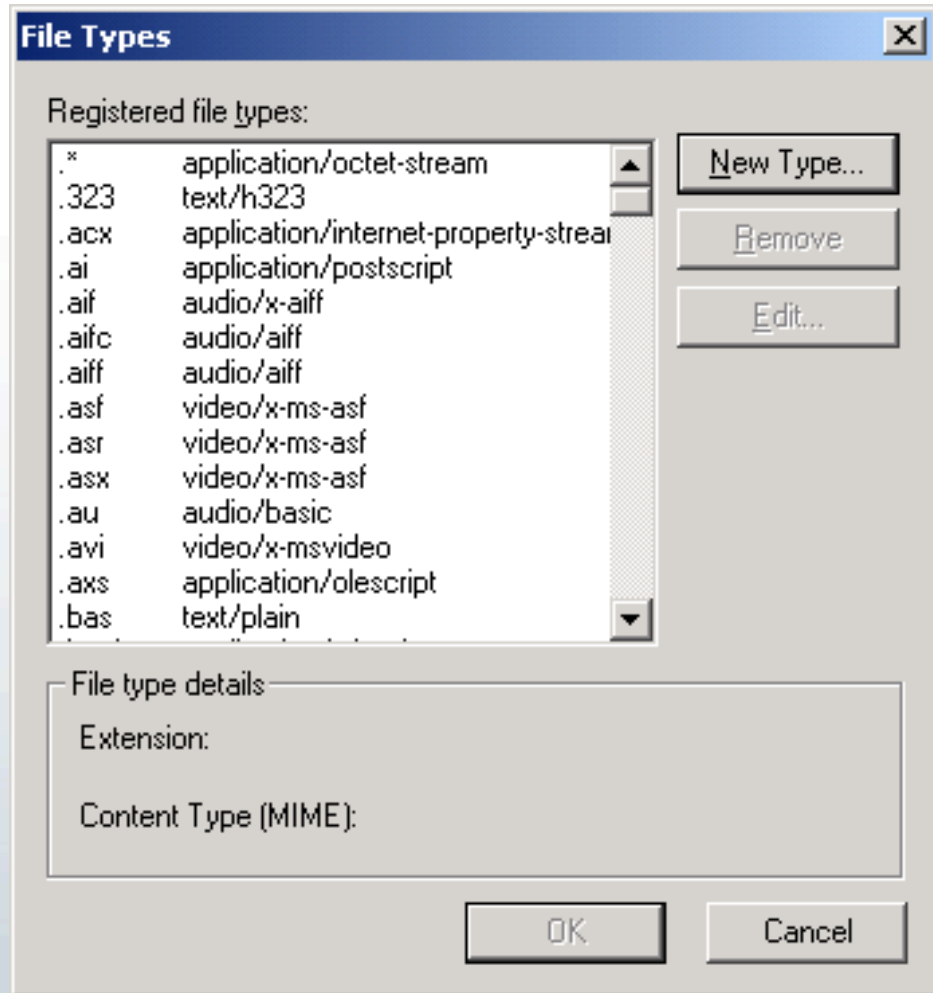 File Types
Registered file types:
.* application/octet-stream
.323 text/h323
.acx application/internet-property-strea
.ai application/postscript
.aif audio/x-aiff
.aifc audio/aiff
.aiff audio/aiff
.asf video/x-ms-asf
.asr video/x-ms-asf
.asx video/x-ms-asf
.au audio/basic
.avi video/x-msvideo
.axs application/olescript
.bas text/plain
New Type...
Remove
Edit...
File type details
Extension:
Content Type (MIME):
OK Cancel